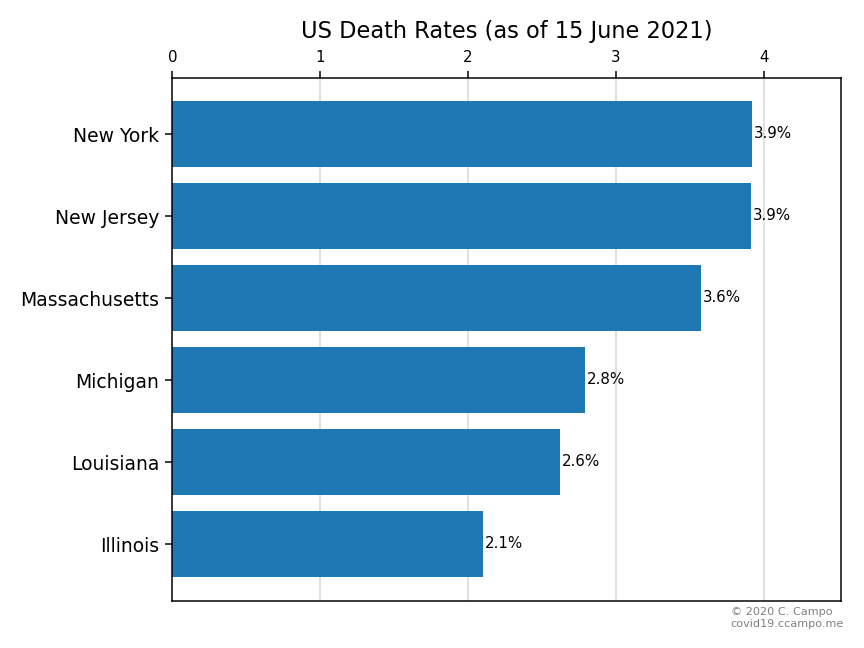 US Death Rates (as of 15 June 2021)
0 1 2 3 4
New York 3.9%
New Jersey 3.9%
Massachusetts 3.6%
Michigan 2.8%
Louisiana 2.6%
Illinois 2.1%
© 2020 C. Campo
covid19.ccampo.me